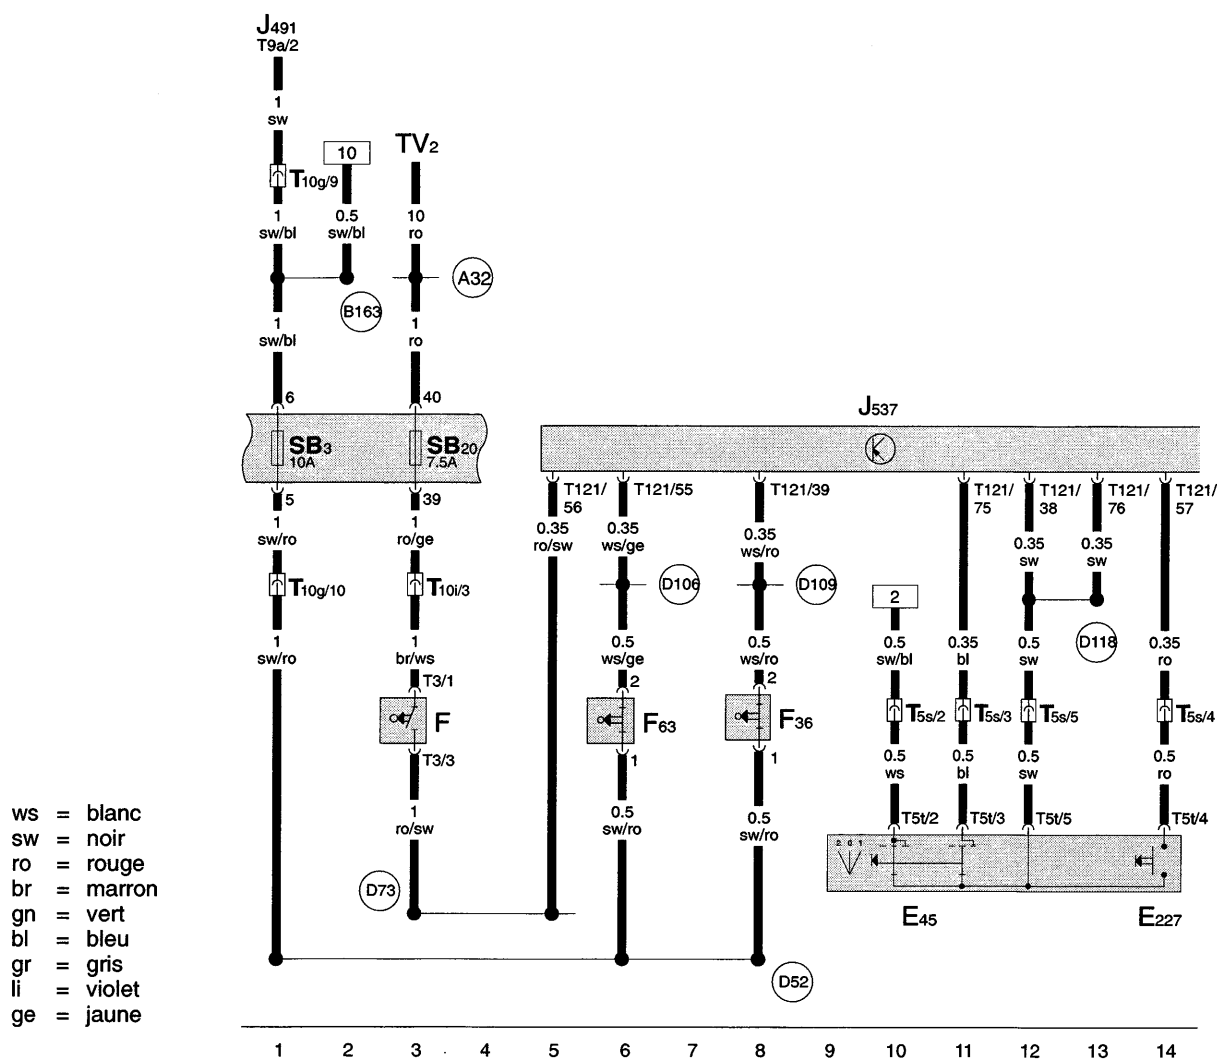 J491
T9a/2
1
sw
10
TV2
T10g/9
1
sw/bl
0.5
sw/bl
10
ro
A32
B163
1
sw/bl
1
ro
6
40
J537
SB3
10A
SB20
7.5A
5
39
T121/
56
T121/55
T121/39
T121/
75
T121/
38
T121/
76
T121/
57
1
sw/ro
1
ro/ge
0.35
ro/sw
0.35
ws/ge
0.35
ws/ro
0.35
sw
0.35
sw
T10g/10
T10i/3
D106
D109
2
1
sw/ro
1
br/ws
0.5
ws/ge
0.5
ws/ro
0.5
sw/bl
0.35
bl
0.5
sw
D118
0.35
ro
T3/1
2
2
F
F63
F36
T5s/2
T5s/3
T5s/5
T5s/4
T3/3
1
1
0.5
ws
0.5
bl
0.5
sw
0.5
ro
1
ro/sw
0.5
sw/ro
0.5
sw/ro
T5t/2
T5t/3
T5t/5
T5t/4
2 0 1
D73
E45
E227
D52
ws = blanc
sw = noir
ro = rouge
br = marron
gn = vert
bl = bleu
gr = gris
li = violet
ge = jaune
1 2 3 4 5 6 7 8 9 10 11 12 13 14